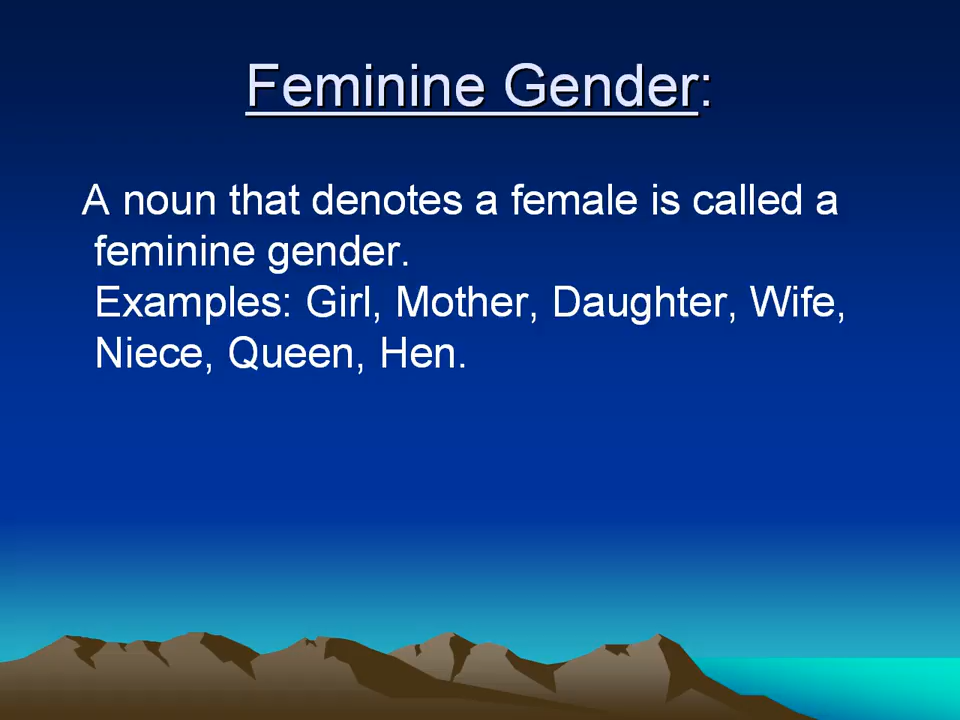 Feminine Gender:
A noun that denotes a female is called a
feminine gender.
Examples: Girl, Mother, Daughter, Wife,
Niece, Queen, Hen.